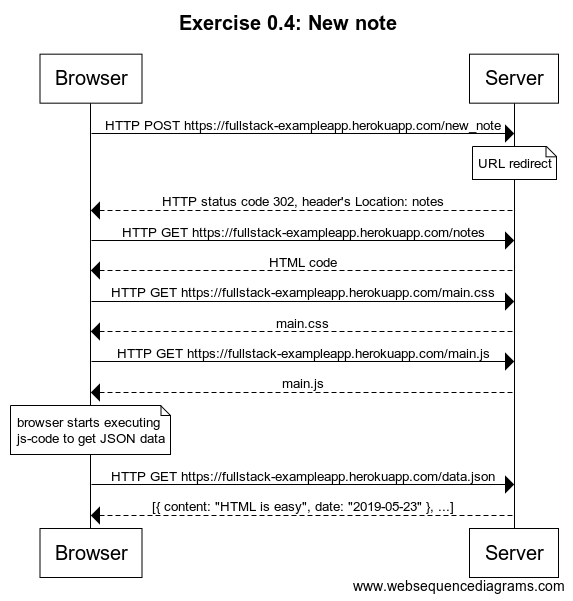 Exercise 0.4: New note
Browser
Server
HTTP POST https://fullstack-exampleapp.herokuapp.com/new_note
URL redirect
HTTP status code 302, header's Location: notes
HTTP GET https://fullstack-exampleapp.herokuapp.com/notes
HTML code
HTTP GET https://fullstack-exampleapp.herokuapp.com/main.css
main.css
HTTP GET https://fullstack-exampleapp.herokuapp.com/main.js
main.js
browser starts executing
js-code to get JSON data
HTTP GET https://fullstack-exampleapp.herokuapp.com/data.json
[{ content: "HTML is easy", date: "2019-05-23" }, ...]
Browser
Server
www.websequencediagrams.com